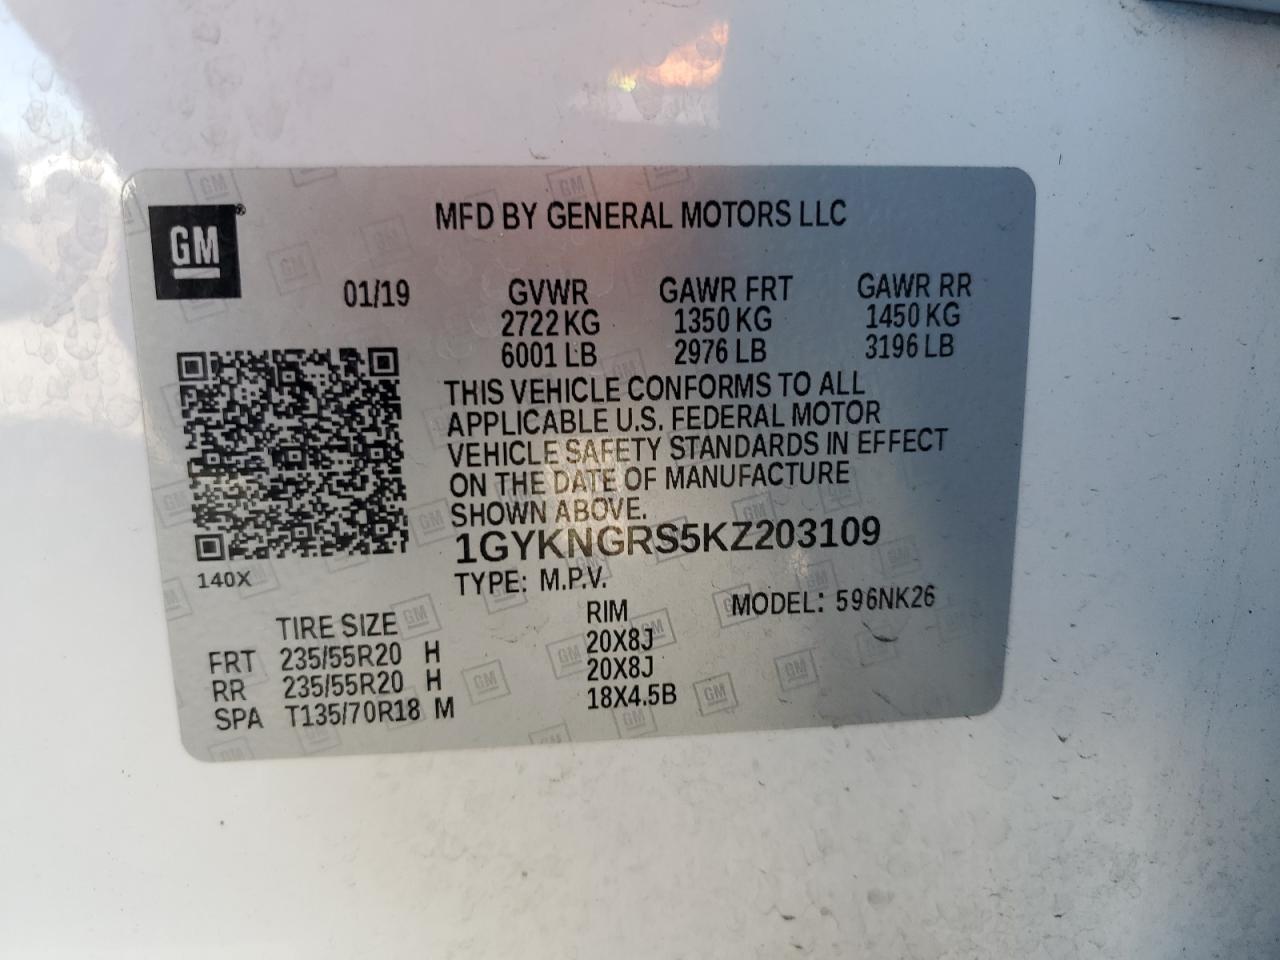 GM
MFD BY GENERAL MOTORS LLC
01/19 GVWR GAWR FRT GAWR RR
2722 KG 1350 KG 1450 KG
6001 LB 2976 LB 3196 LB
THIS VEHICLE CONFORMS TO ALL
APPLICABLE U.S. FEDERAL MOTOR
VEHICLE SAFETY STANDARDS IN EFFECT
ON THE DATE OF MANUFACTURE
SHOWN ABOVE.
1GYKNGRS5KZ203109
140X
TYPE: M.P.V.
MODEL: 596NK26
TIRE SIZE RIM
FRT 235/55R20 H 20X8J
RR 235/55R20 H 20X8J
SPA T135/70R18 M 18X4.5B